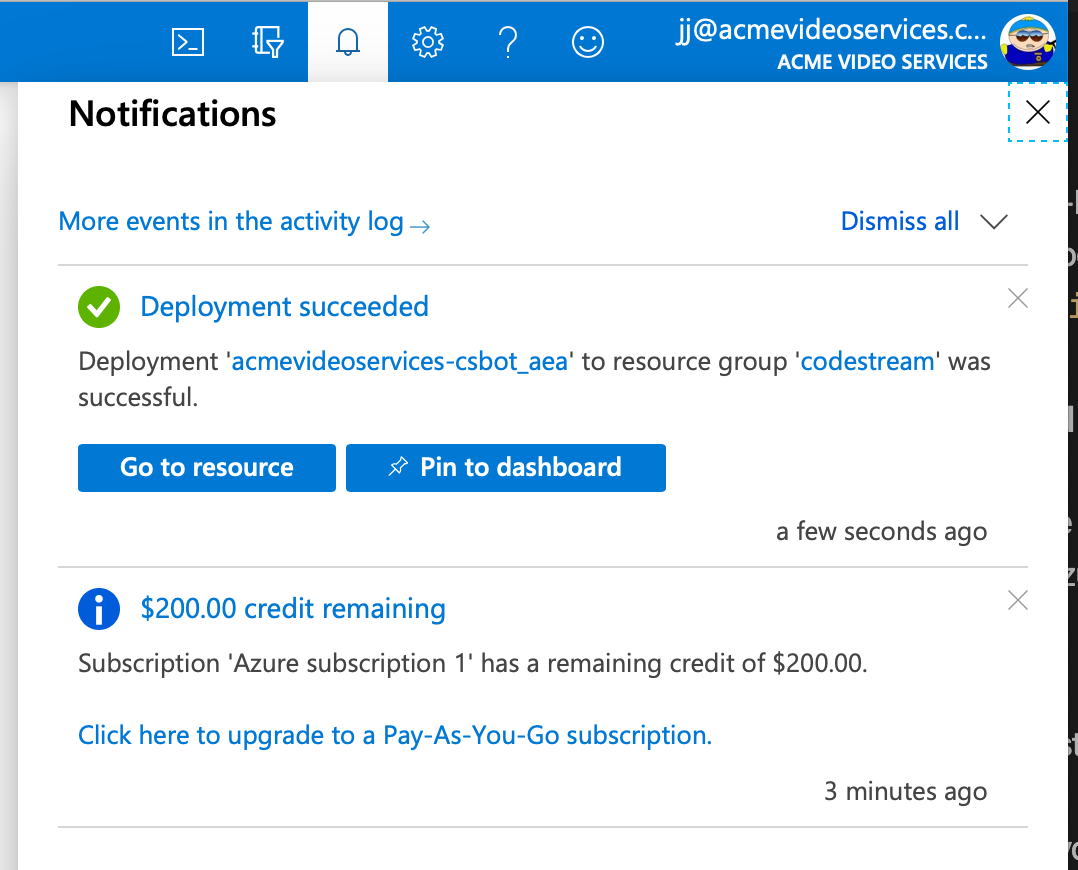 jj@acmevideoservices.c...
ACME VIDEO SERVICES
Notifications
More events in the activity log →
Dismiss all
Deployment succeeded
Deployment 'acmevideoservices-csbot_aea' to resource group 'codestream' was
successful.
Go to resource
Pin to dashboard
a few seconds ago
$200.00 credit remaining
Subscription 'Azure subscription 1' has a remaining credit of $200.00.
Click here to upgrade to a Pay-As-You-Go subscription.
3 minutes ago